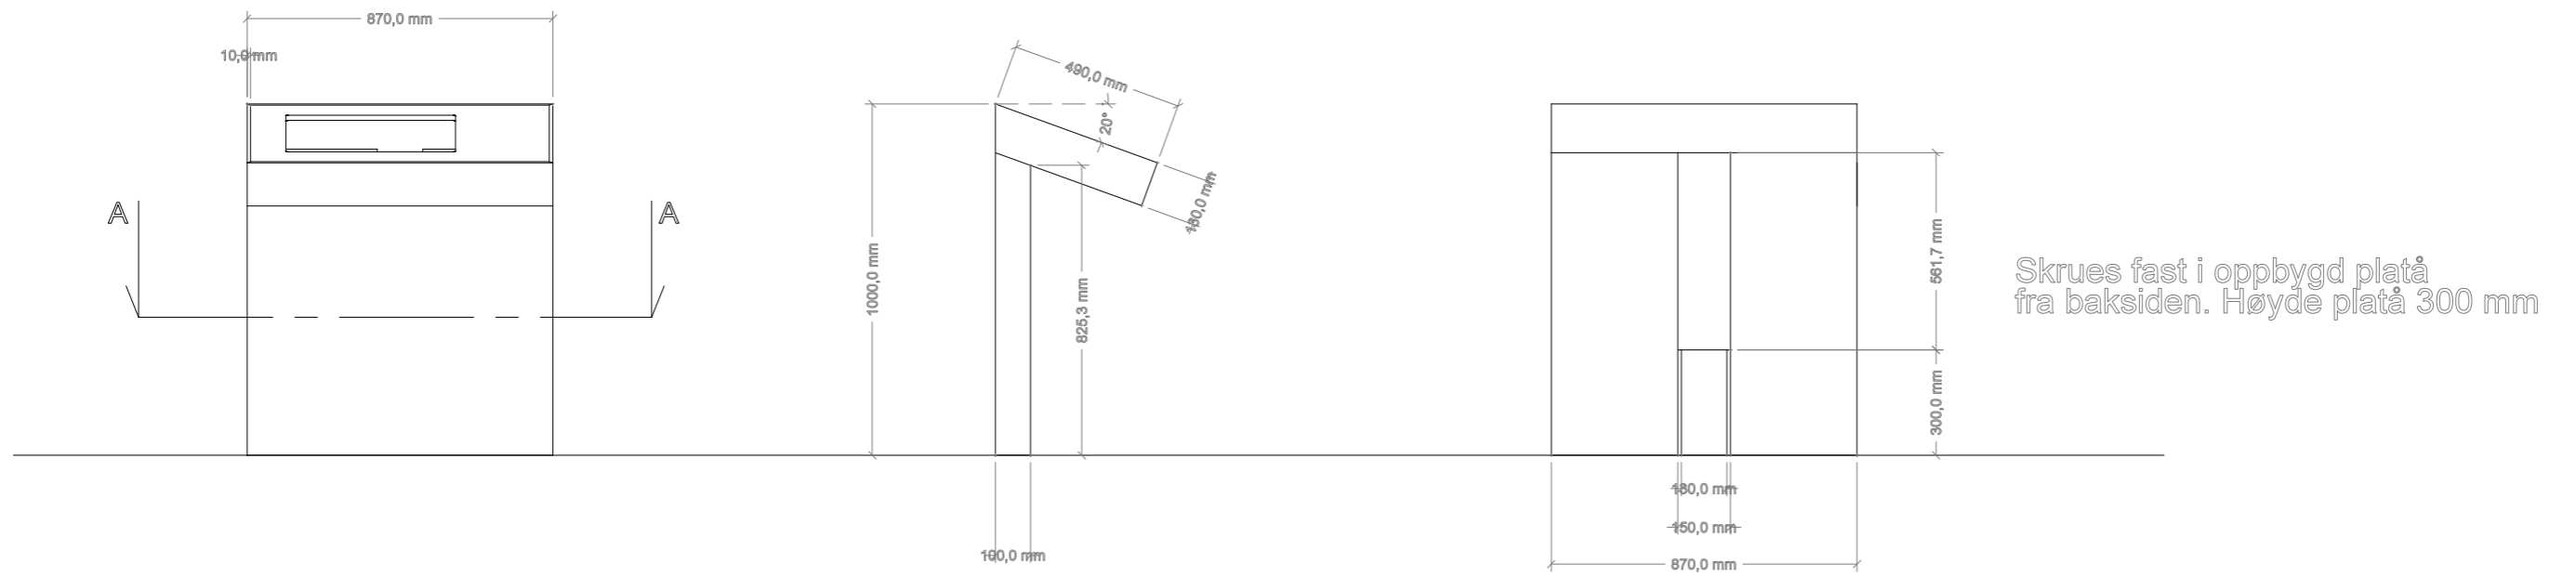 870,0 mm
10,0 mm
A
A
490,0 mm
20°
130,0 mm
1000,0 mm
825,3 mm
100,0 mm
561,7 mm
300,0 mm
130,0 mm
150,0 mm
870,0 mm
Skrues fast i oppbygd platå
fra baksiden. Høyde platå 300 mm